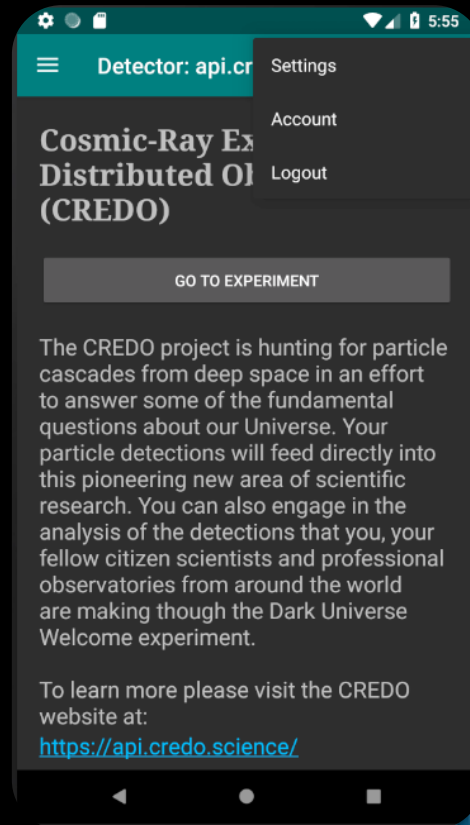 5:55
Detector: api.cr
Settings
Account
Logout
Cosmic-Ray Ex
Distributed Ob
(CREDO)
GO TO EXPERIMENT
The CREDO project is hunting for particle
cascades from deep space in an effort
to answer some of the fundamental
questions about our Universe. Your
particle detections will feed directly into
this pioneering new area of scientific
research. You can also engage in the
analysis of the detections that you, your
fellow citizen scientists and professional
observatories from around the world
are making though the Dark Universe
Welcome experiment.
To learn more please visit the CREDO
website at:
https://api.credo.science/